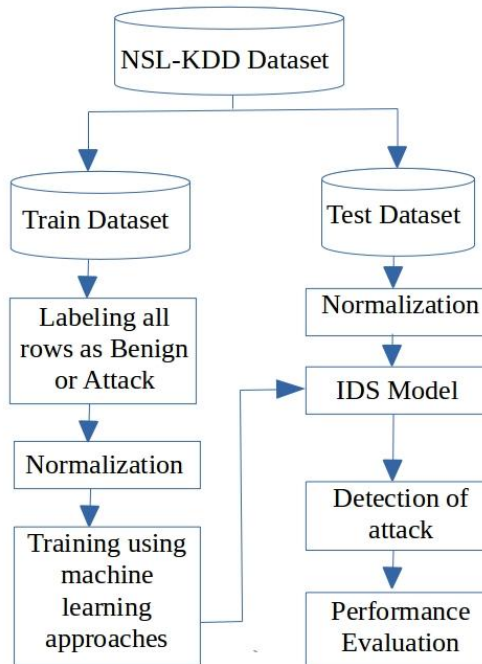 NSL-KDD Dataset
Train Dataset
Labeling all
rows as Benign
or Attack
Normalization
Training using
machine
learning
approaches
Test Dataset
Normalization
IDS Model
Detection of
attack
Performance
Evaluation